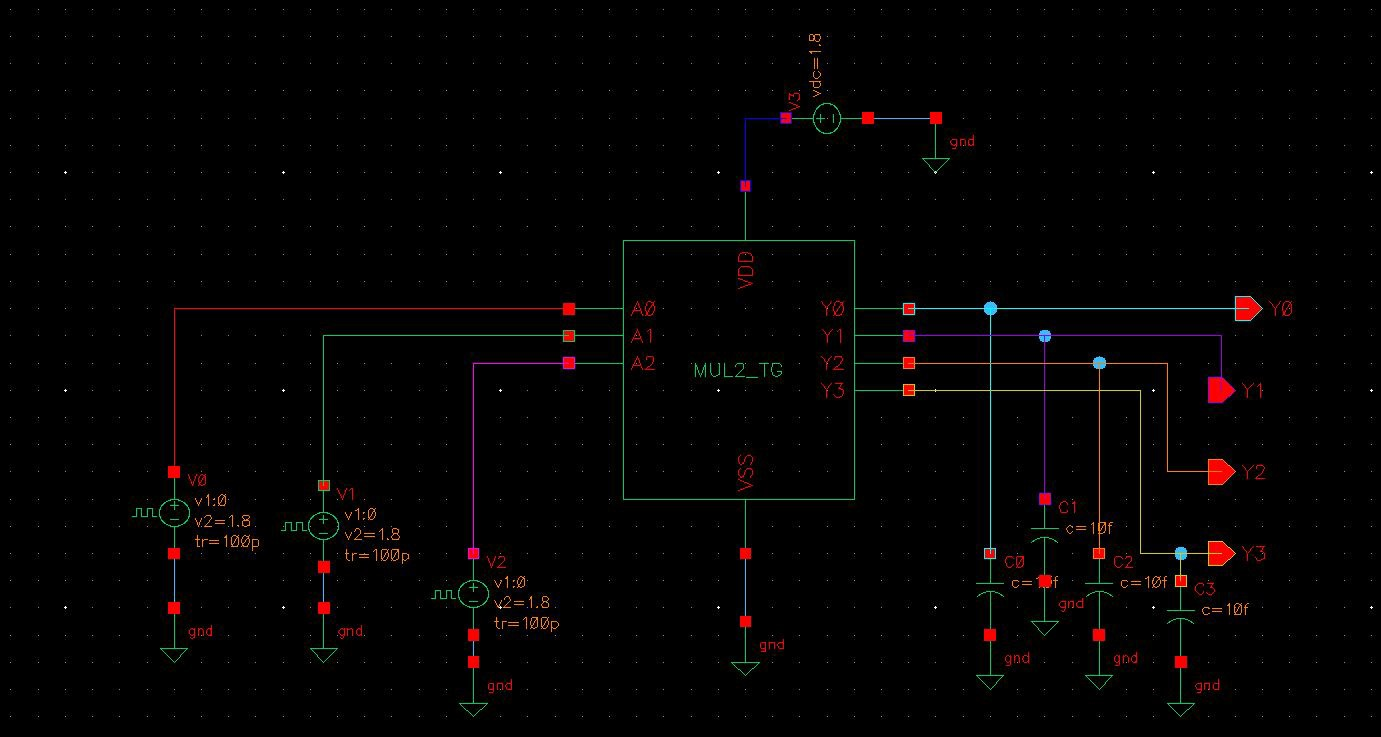 vdc=1.8
V3
gnd
VDD
A0
A1
A2
Y0
Y1
Y2
Y3
MUL2_TG
VSS
Y0
Y1
Y2
Y3
V0
v1:0
v2=1.8
tr=100p
gnd
V1
v1:0
v2=1.8
tr=100p
gnd
V2
v1:0
v2=1.8
tr=100p
gnd
gnd
C0
gnd
C1
c=10f
gnd
C2
c=10f
gnd
C3
c=10f
gnd